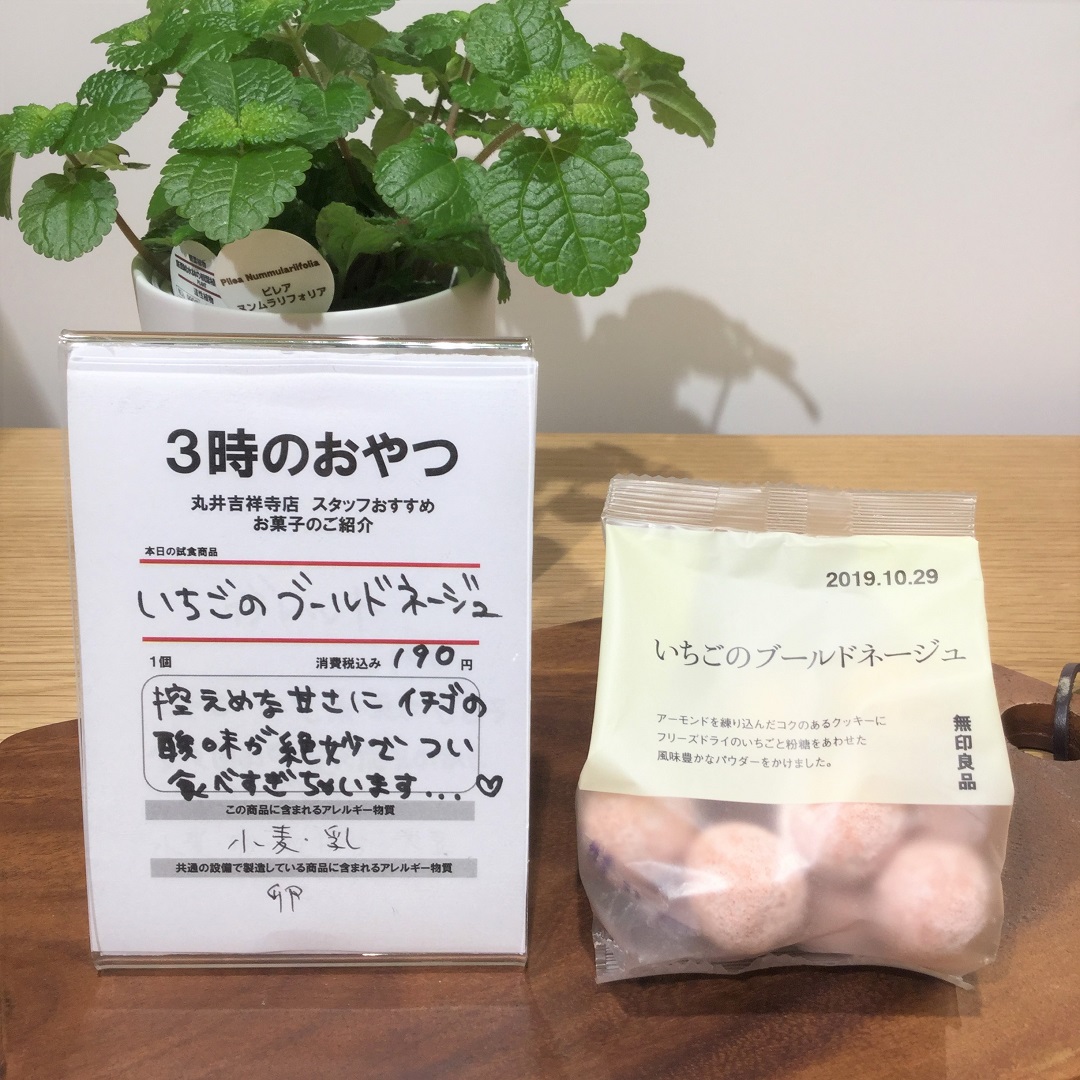 Pilea Nummulariifolia
ピレア
ヌンムラリフォリア
3時のおやつ
丸井吉祥寺店 スタッフおすすめ
お菓子のご紹介
本日の試食商品
いちごのブールドネージュ
1個 消費税込み 190円
控えめな甘さに イチゴの
酸味が絶妙で つい
食べすぎちゃいます...♡
この商品に含まれるアレルギー物質
小麦・乳
共通の設備で製造している商品に含まれるアレルギー物質
卵
2019.10.29
いちごのブールドネージュ
アーモンドを練り込んだコクのあるクッキーに
フリーズドライのいちごと粉糖をあわせた
風味豊かなパウダーをかけました。
無印良品